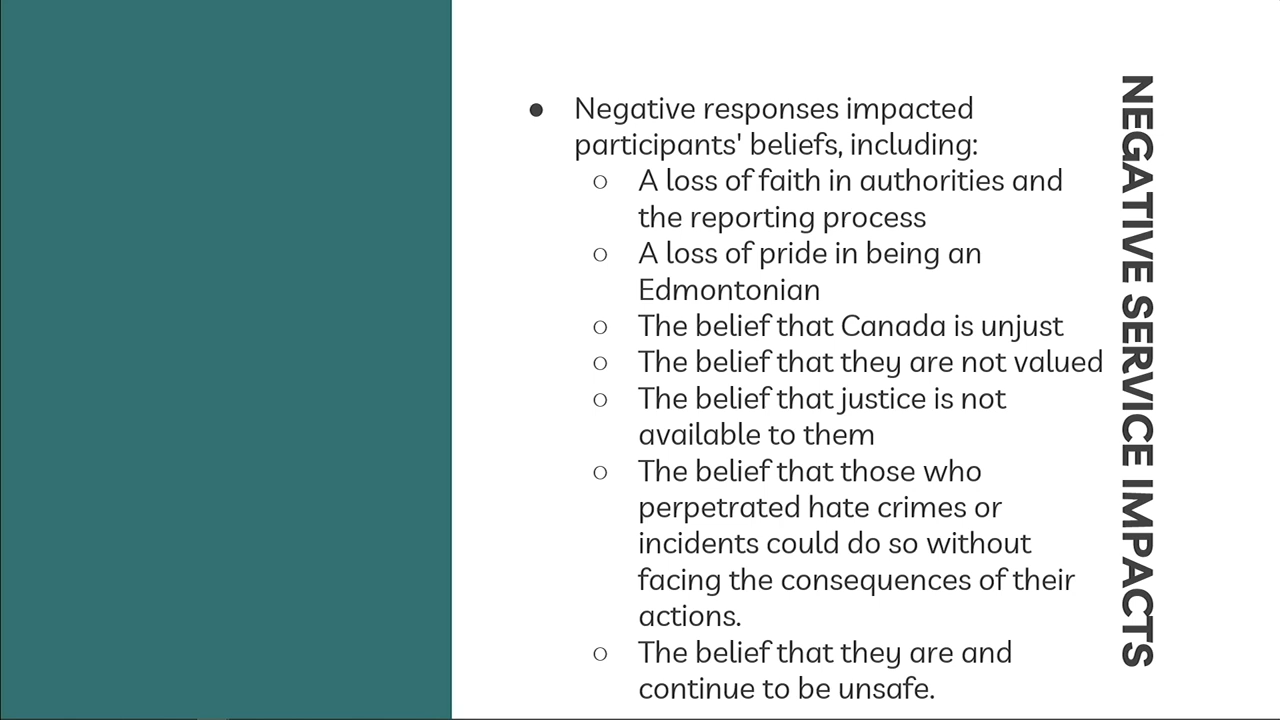 ● Negative responses impacted
participants' beliefs, including:
○ A loss of faith in authorities and
the reporting process
○ A loss of pride in being an
Edmontonian
○ The belief that Canada is unjust
○ The belief that they are not valued
○ The belief that justice is not
available to them
○ The belief that those who
perpetrated hate crimes or
incidents could do so without
facing the consequences of their
actions.
○ The belief that they are and
continue to be unsafe.
NEGATIVE SERVICE IMPACTS